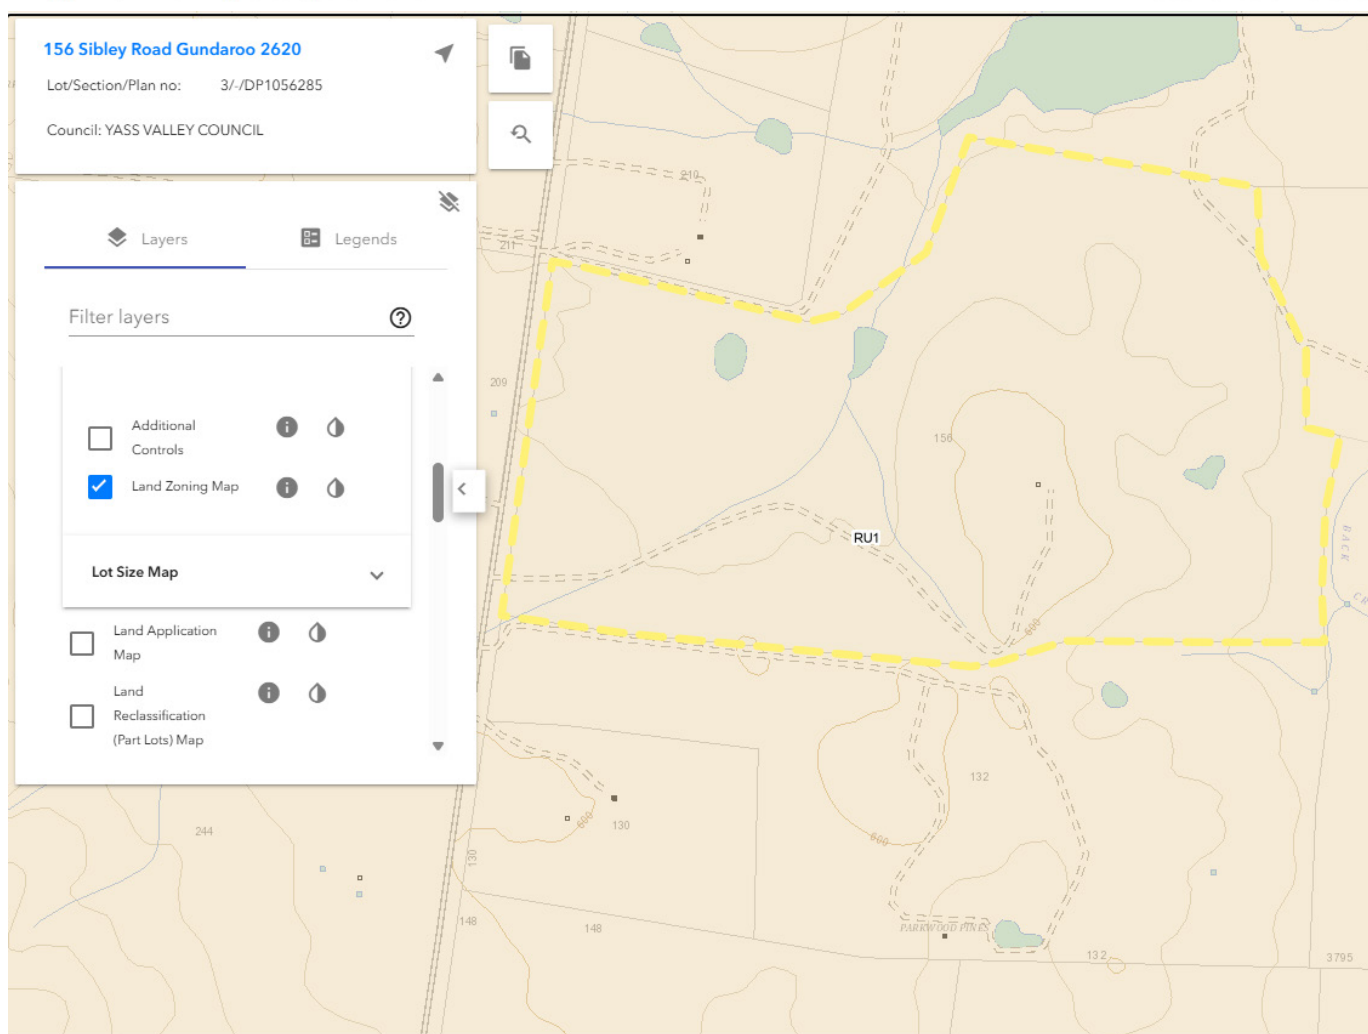 156 Sibley Road Gundaroo 2620
Lot/Section/Plan no: 3/-/DP1056285
Council: YASS VALLEY COUNCIL
Layers
Legends
Filter layers
Additional
Controls
Land Zoning Map
Lot Size Map
Land Application
Map
Land
Reclassification
(Part Lots) Map
210
211
209
156
RU1
BACK
CR
600
132
600
600
130
244
130
148
148
PARKWOOD PINES
132
3795